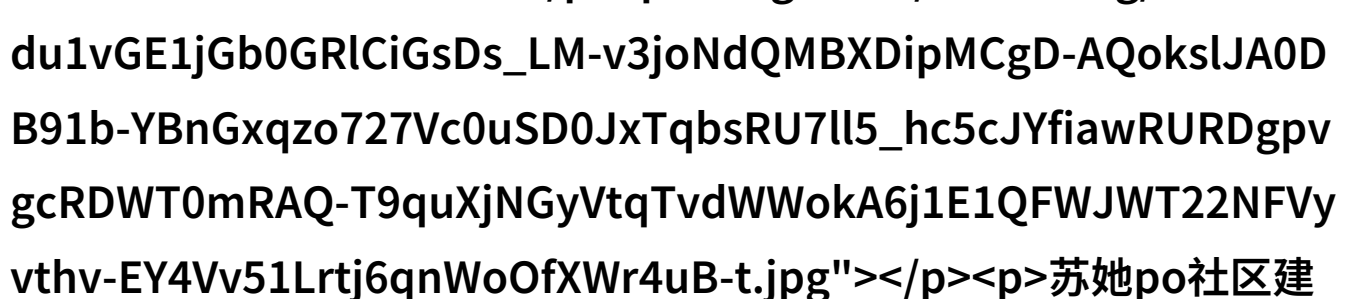 du1vGE1jGb0GRlCiGsDs_LM-v3joNdQMBXDipMCgD-AQokslJA0D
B91b-YBnGxqzo727Vc0uSD0JxTqbsRU7ll5_hc5cJYfiawRURDgpv
gcRDWT0mRAQ-T9quXjNGyVtqTvdWWokA6j1E1QFWJWT22NFVy
vthv-EY4Vv51Lrtj6qnWoOfXWr4uB-t.jpg"></p><p>苏她po社区建